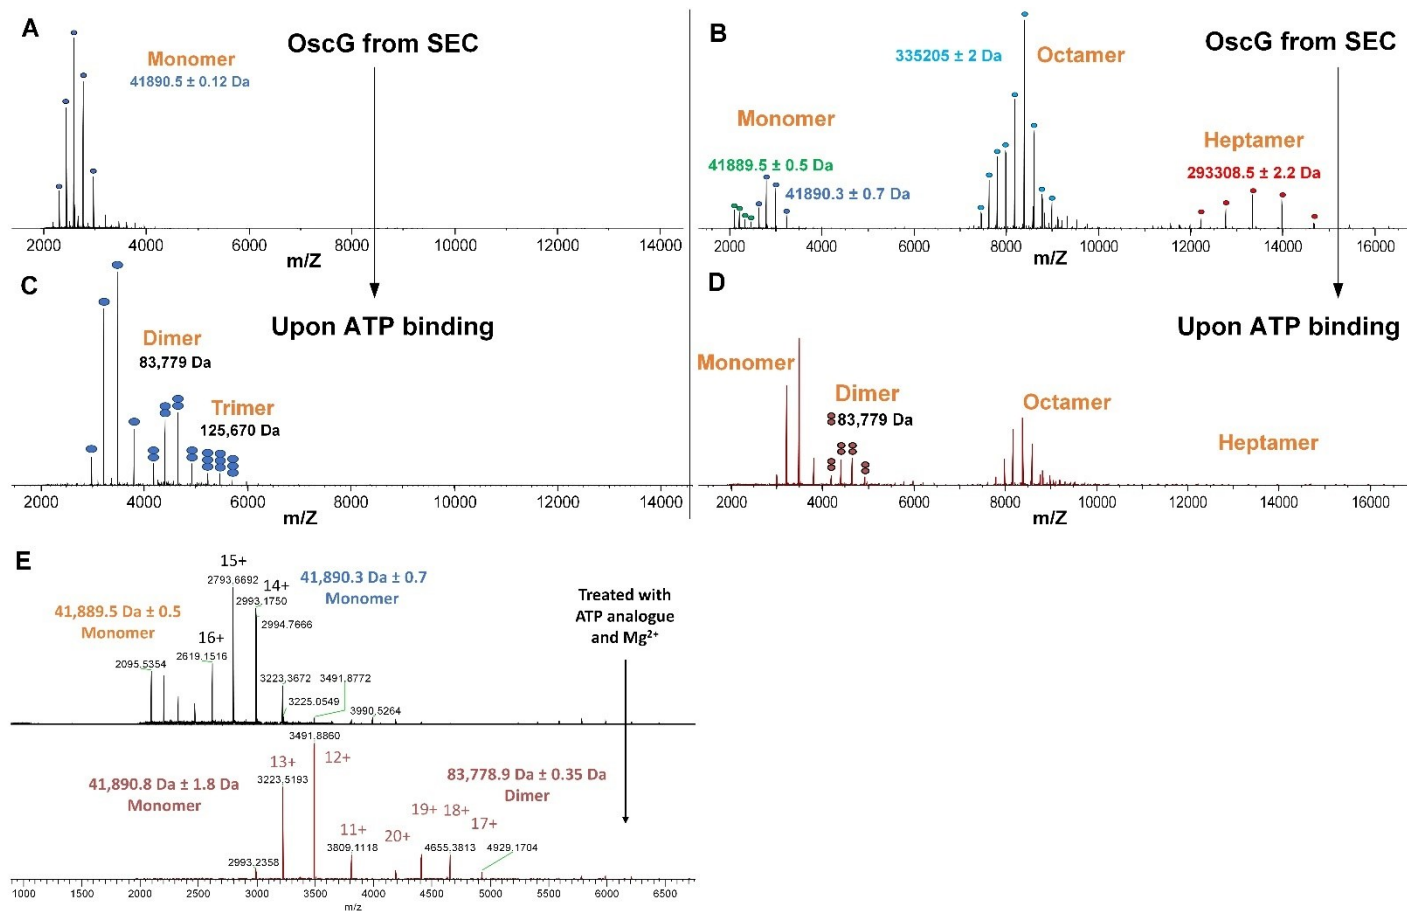 A
Monomer
41890.5 ± 0.12 Da
OscG from SEC
2000 4000 6000 8000 10000 12000 14000
m/Z
B
335205 ± 2 Da
Octamer
OscG from SEC
Monomer
41889.5 ± 0.5 Da
41890.3 ± 0.7 Da
Heptamer
293308.5 ± 2.2 Da
2000 4000 6000 8000 10000 12000 14000 16000
m/Z
C
Upon ATP binding
Dimer
83,779 Da
Trimer
125,670 Da
2000 4000 6000 8000 10000 12000 14000
m/Z
D
Upon ATP binding
Monomer
Dimer
83,779 Da
Octamer
Heptamer
2000 4000 6000 8000 10000 12000 14000 16000
m/Z
E
15+
2793.6692
14+
2993.1750
2994.7666
41,890.3 Da ± 0.7
Monomer
41,889.5 Da ± 0.5
Monomer
16+
2619.1516
2095.5354
3223.3672
3491.8772
3225.0549
3990.5264
Treated with
ATP analogue
and Mg²⁺
3491.8860
13+
3223.5193
12+
41,890.8 Da ± 1.8 Da
Monomer
83,778.9 Da ± 0.35 Da
Dimer
19+ 18+
17+
11+
20+
3809.1118
4655.3813
4929.1704
2993.2358
1000 1500 2000 2500 3000 3500 4000 4500 5000 5500 6000 6500
m/z